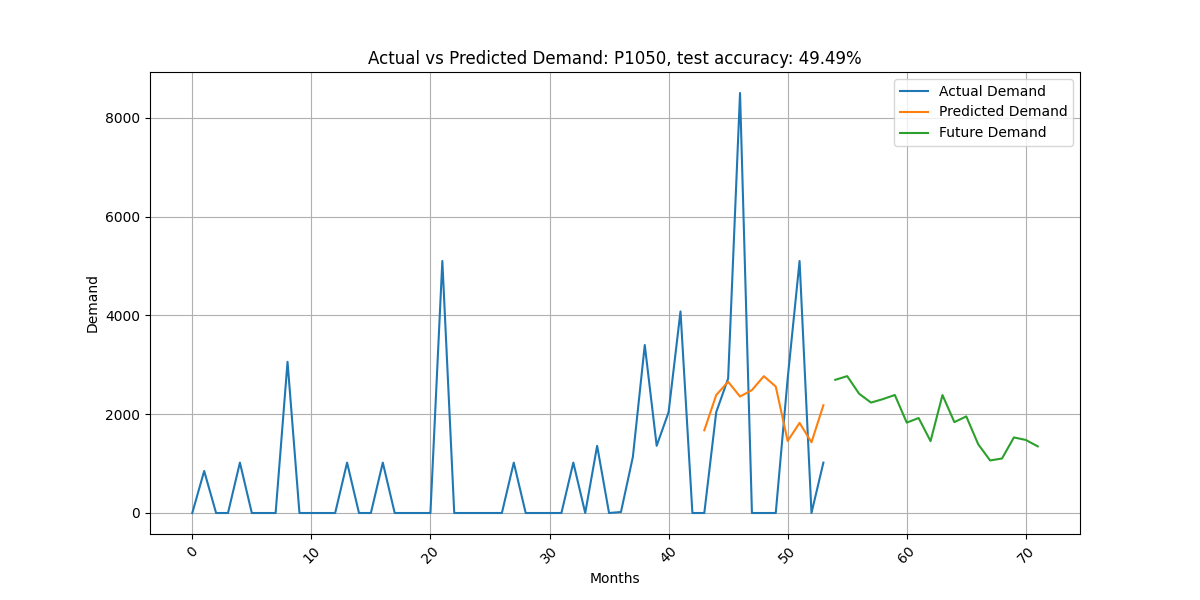 Actual vs Predicted Demand: P1050, test accuracy: 49.49%
Actual Demand
Predicted Demand
Future Demand
8000
6000
4000
2000
0
Demand
0 10 20 30 40 50 60 70
Months